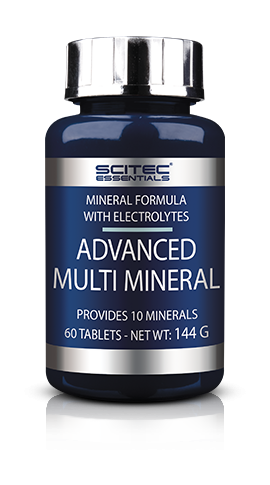 SCITEC®
ESSENTIALS
MINERAL FORMULA
WITH ELECTROLYTES
ADVANCED
MULTI MINERAL
PROVIDES 10 MINERALS
60 TABLETS - NET WT: 144 G